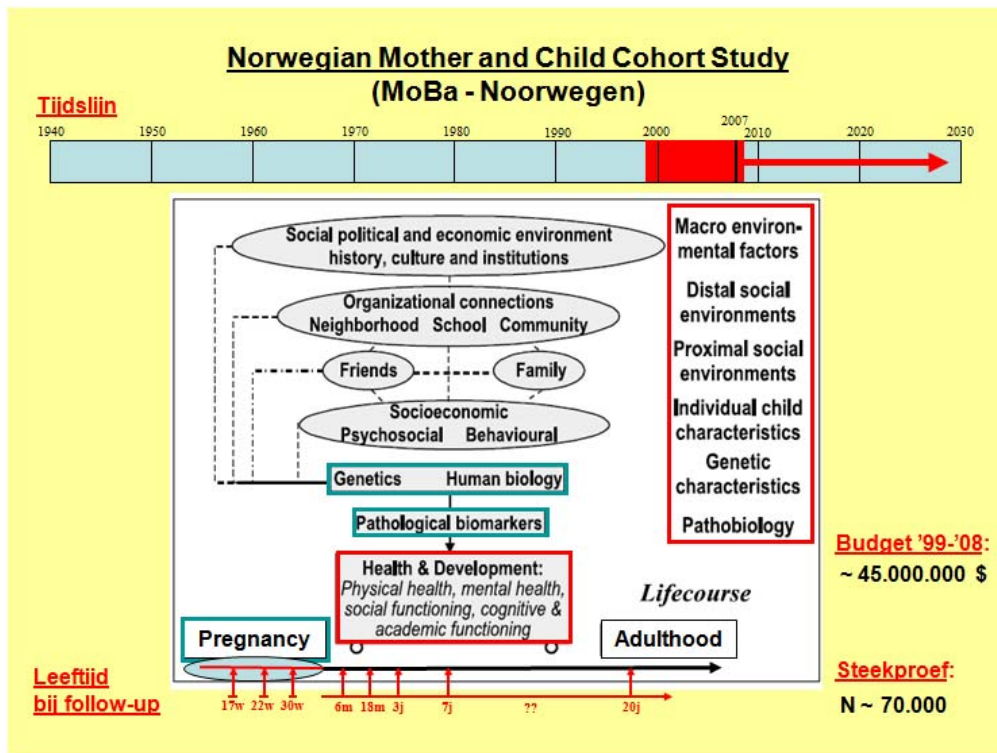 Norwegian Mother and Child Cohort Study
(MoBa - Noorwegen)
Tijdslijn
1940 1950 1960 1970 1980 1990 2000 2007 2010 2020 2030
Social political and economic environment
history, culture and institutions
Organizational connections
Neighborhood School Community
Friends Family
Socioeconomic
Psychosocial Behavioural
Genetics Human biology
Pathological biomarkers
Health & Development:
Physical health, mental health,
social functioning, cognitive &
academic functioning
Macro environ-
mental factors
Distal social
environments
Proximal social
environments
Individual child
characteristics
Genetic
characteristics
Pathobiology
Budget '99-'08:
~ 45.000.000 $
Lifecourse
Pregnancy
Adulthood
Leeftijd
bij follow-up
17w 22w 30w 6m 18m 3j 7j ?? 20j
Steekproef:
N ~ 70.000